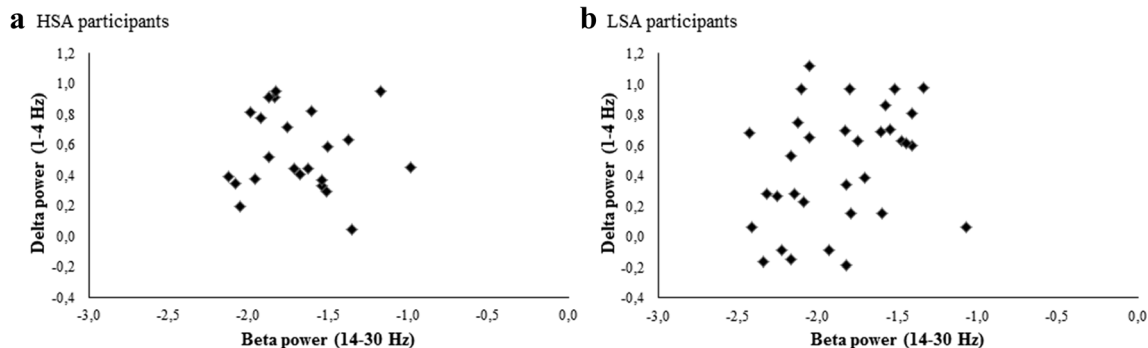 a HSA participants
1,2
1,0
0,8
0,6
0,4
0,2
0,0
-0,2
-0,4
Delta power (1-4 Hz)
-3,0 -2,5 -2,0 -1,5 -1,0 -0,5 0,0
Beta power (14-30 Hz)
b LSA participants
1,2
1,0
0,8
0,6
0,4
0,2
0,0
-0,2
-0,4
Delta power (1-4 Hz)
-3,0 -2,5 -2,0 -1,5 -1,0 -0,5 0,0
Beta power (14-30 Hz)